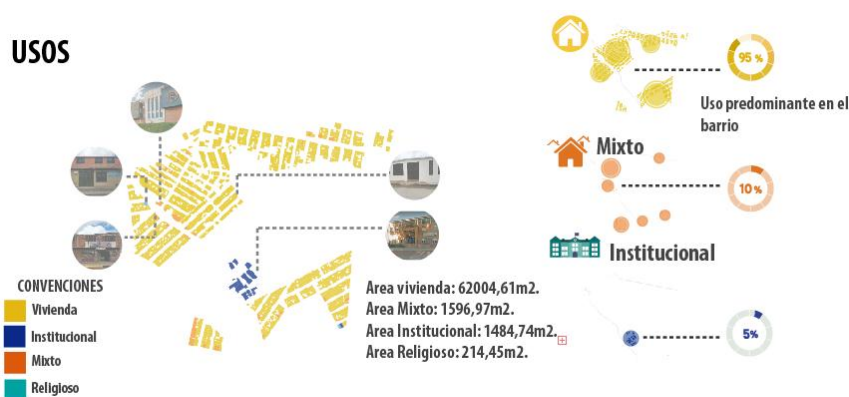 USOS
95 %
Uso predominante en el
barrio
Mixto
10 %
Institucional
5%
CONVENCIONES
Vivienda
Institucional
Mixto
Religioso
Area vivienda: 62004,61m2.
Area Mixto: 1596,97m2.
Area Institucional: 1484,74m2.
Area Religioso: 214,45m2.